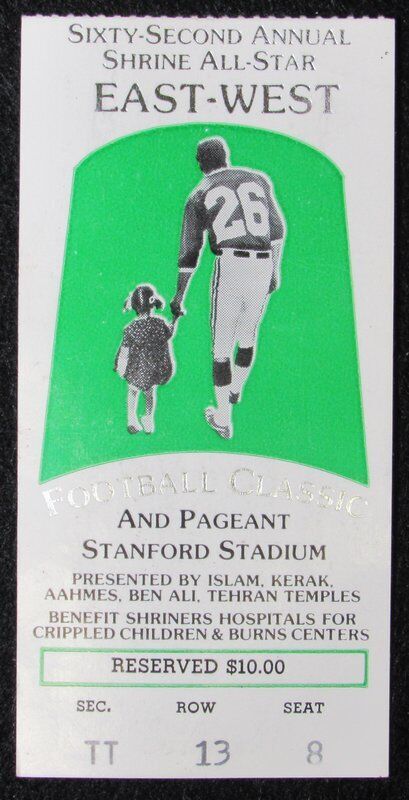 SIXTY-SECOND ANNUAL
SHRINE ALL-STAR
EAST-WEST
26
FOOTBALL CLASSIC
AND PAGEANT
STANFORD STADIUM
PRESENTED BY ISLAM, KERAK,
AAHMES, BEN ALI, TEHRAN TEMPLES
BENEFIT SHRINERS HOSPITALS FOR
CRIPPLED CHILDREN & BURNS CENTERS
RESERVED $10.00
SEC. ROW SEAT
TT 13 8